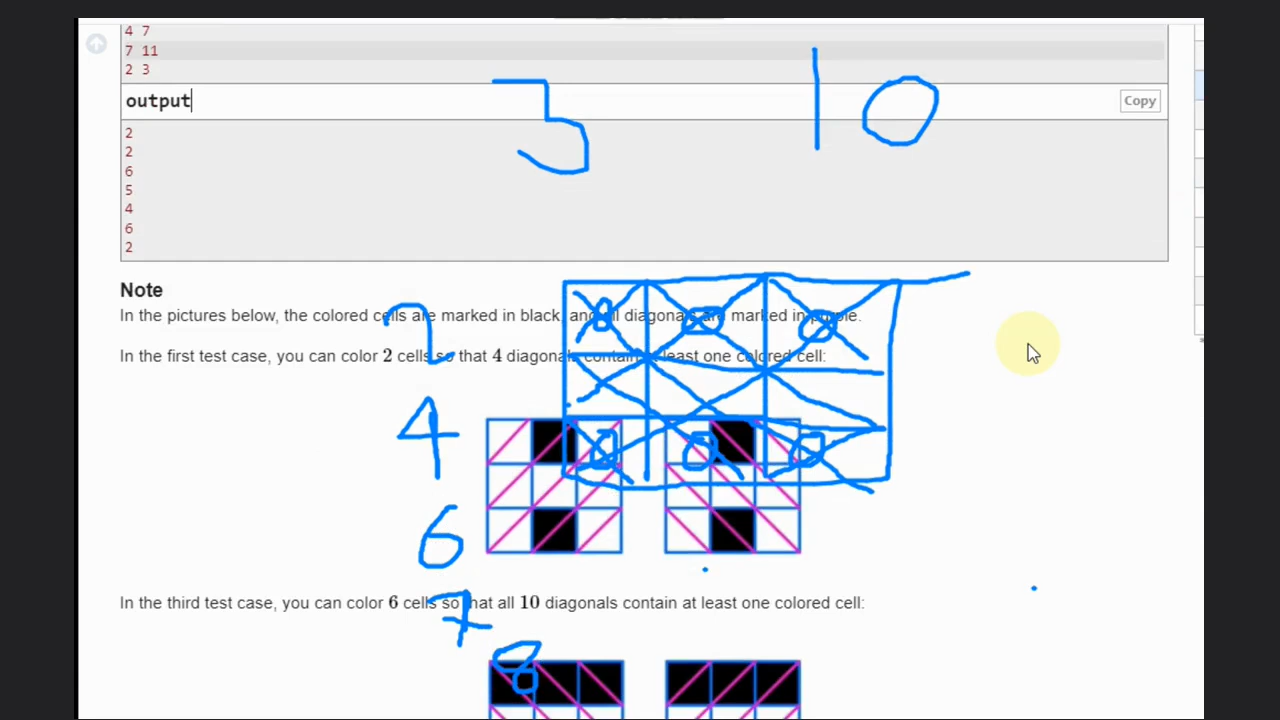 4 7
7 11
2 3
3 10
output
Copy
2
2
6
5
4
6
2
Note
In the pictures below, the colored cells are marked in black, and all diagonals are marked in purple.
2
In the first test case, you can color 2 cells so that 4 diagonals contain at least one colored cell:
4
6
In the third test case, you can color 6 cells so that all 10 diagonals contain at least one colored cell:
7
8